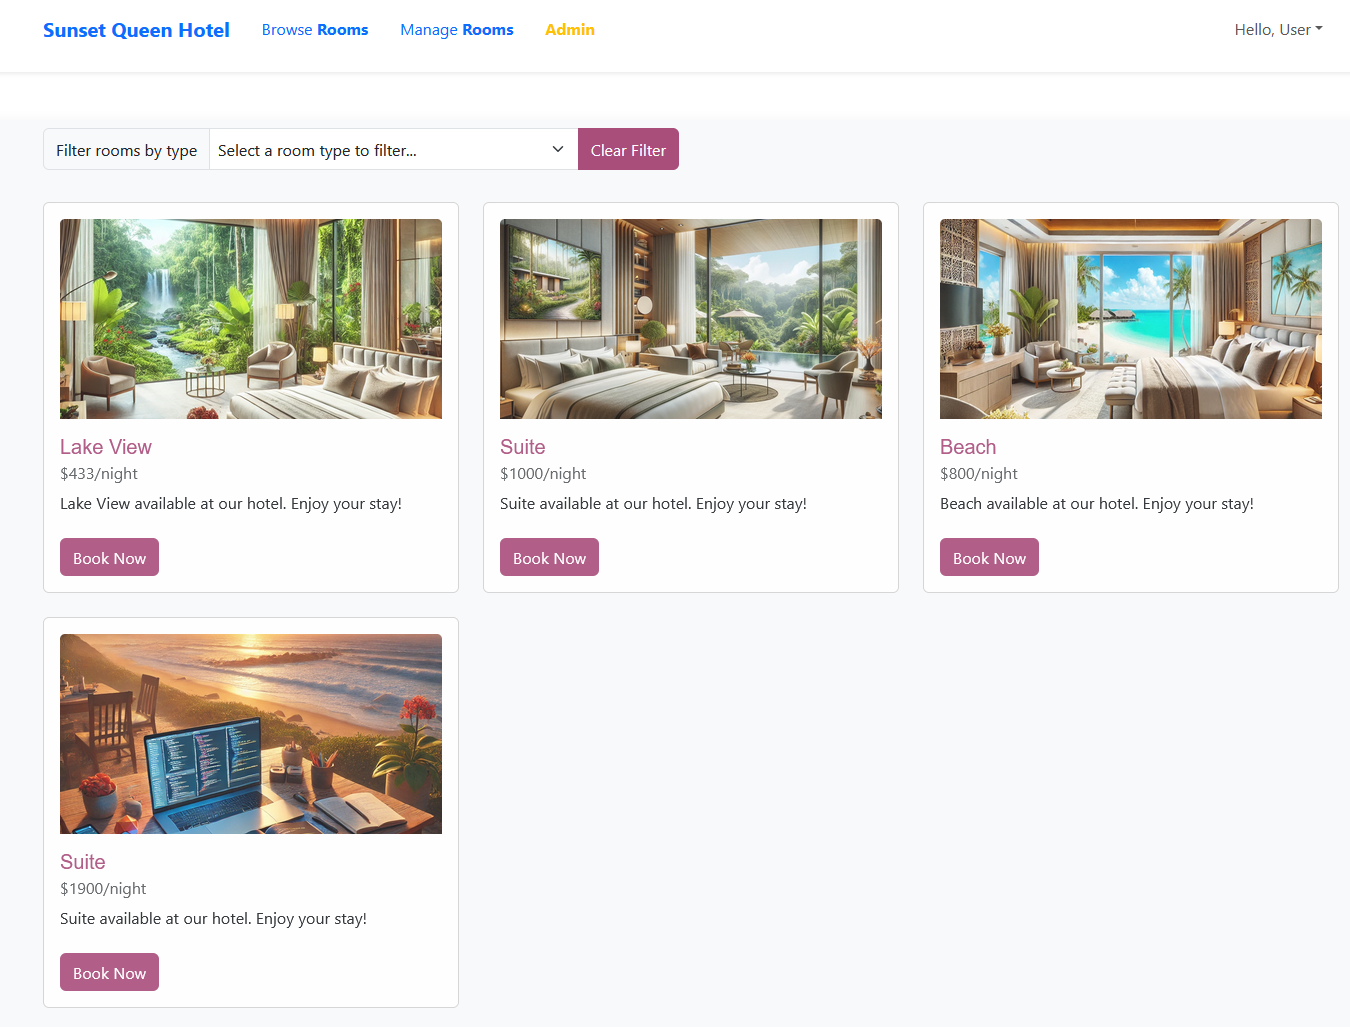 Sunset Queen Hotel Browse Rooms Manage Rooms Admin Hello, User
Filter rooms by type Select a room type to filter... Clear Filter
Lake View
$433/night
Lake View available at our hotel. Enjoy your stay!
Book Now
Suite
$1000/night
Suite available at our hotel. Enjoy your stay!
Book Now
Beach
$800/night
Beach available at our hotel. Enjoy your stay!
Book Now
Suite
$1900/night
Suite available at our hotel. Enjoy your stay!
Book Now